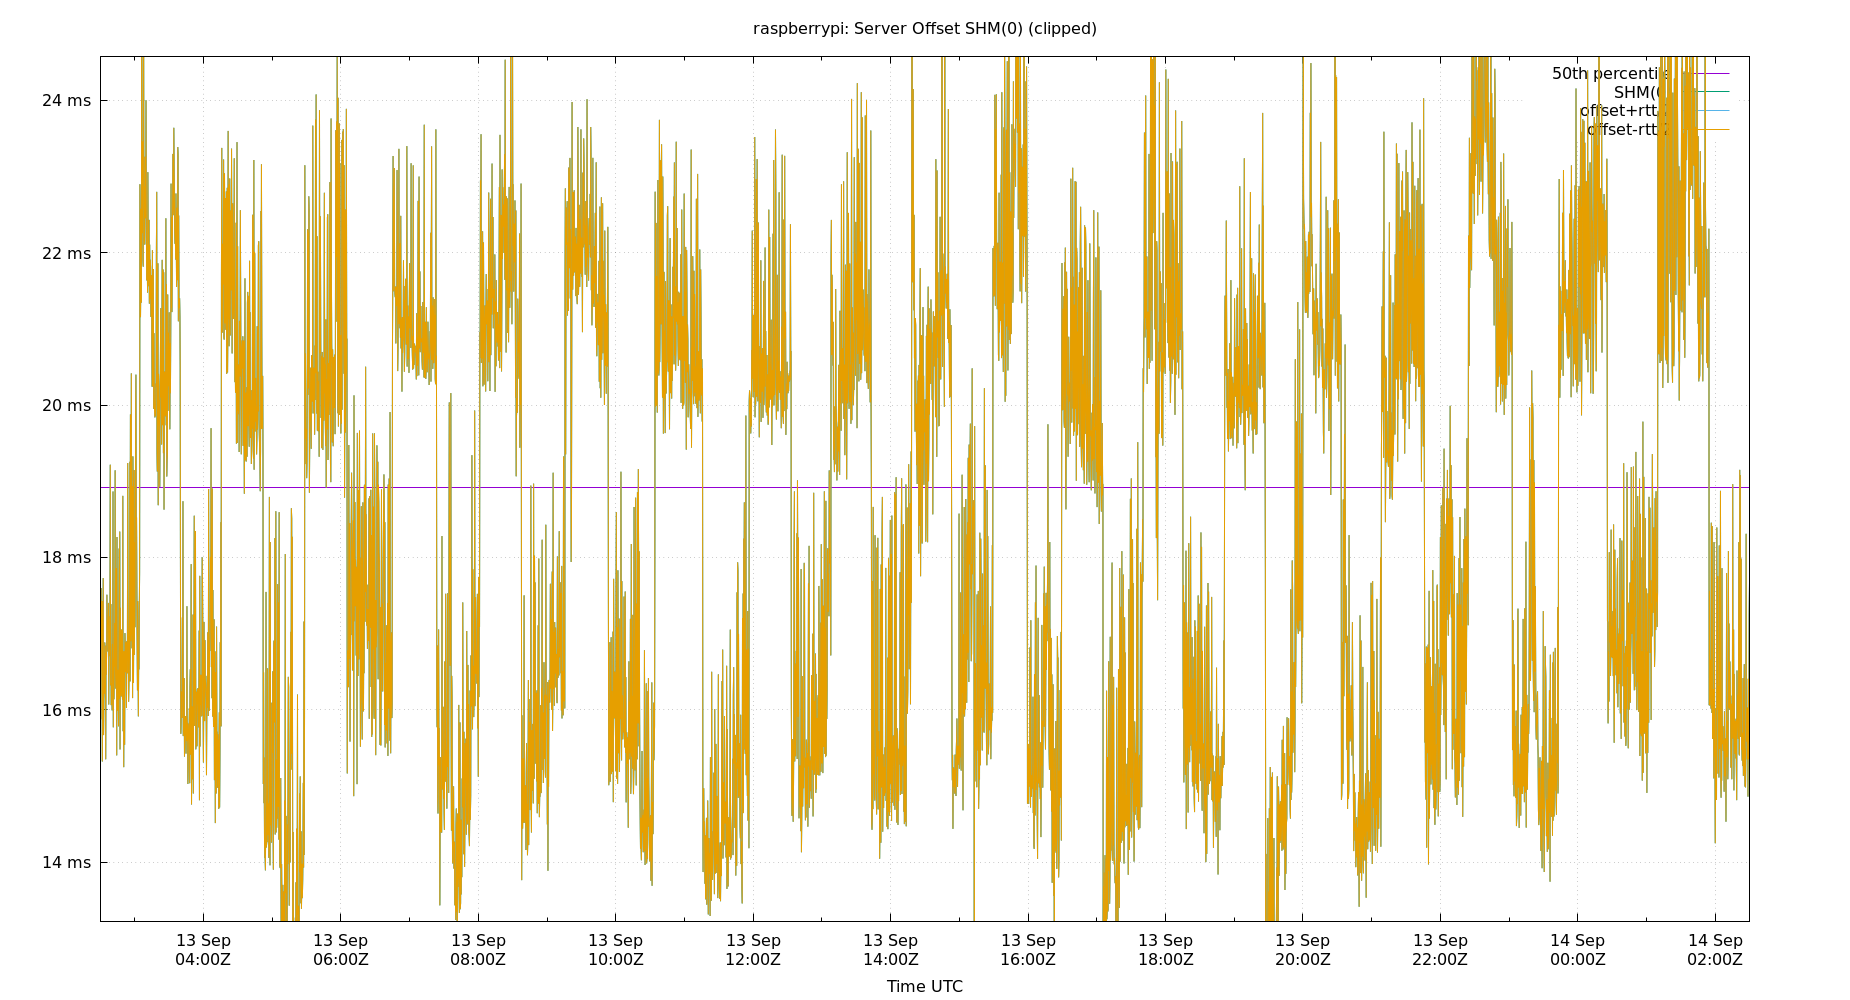 raspberrypi: Server Offset SHM(0) (clipped)
50th percentile
SHM(0)
offset+rtt/2
offset-rtt/2
24 ms
22 ms
20 ms
18 ms
16 ms
14 ms
13 Sep 13 Sep 13 Sep 13 Sep 13 Sep 13 Sep 13 Sep 13 Sep 13 Sep 13 Sep 14 Sep 14 Sep
04:00Z 06:00Z 08:00Z 10:00Z 12:00Z 14:00Z 16:00Z 18:00Z 20:00Z 22:00Z 00:00Z 02:00Z
Time UTC